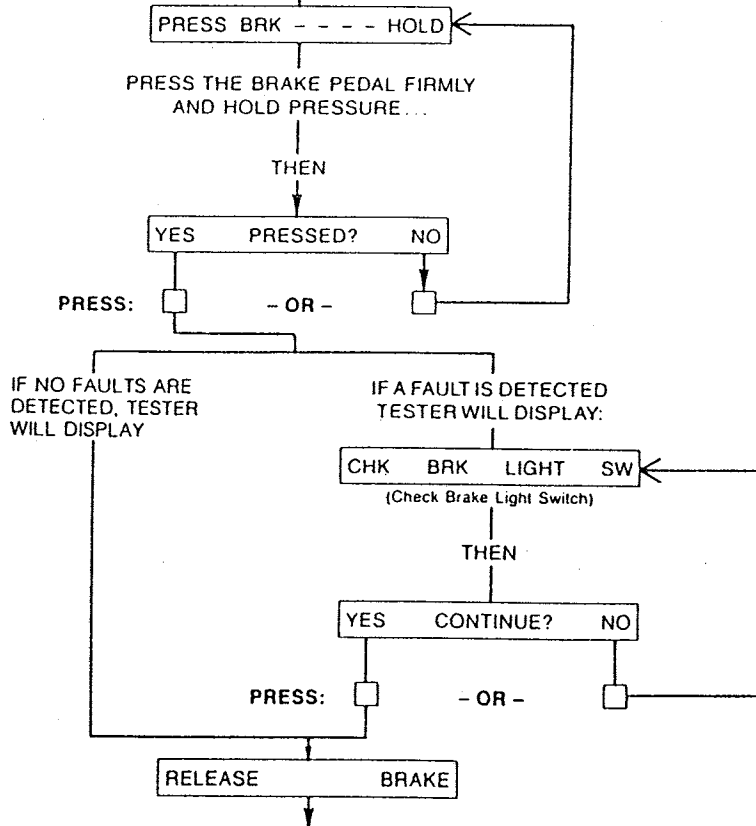 PRESS BRK - - - - HOLD
PRESS THE BRAKE PEDAL FIRMLY
AND HOLD PRESSURE...
THEN
YES PRESSED? NO
PRESS: - OR -
IF NO FAULTS ARE
DETECTED, TESTER
WILL DISPLAY
IF A FAULT IS DETECTED
TESTER WILL DISPLAY:
CHK BRK LIGHT SW
(Check Brake Light Switch)
THEN
YES CONTINUE? NO
PRESS: - OR -
RELEASE BRAKE